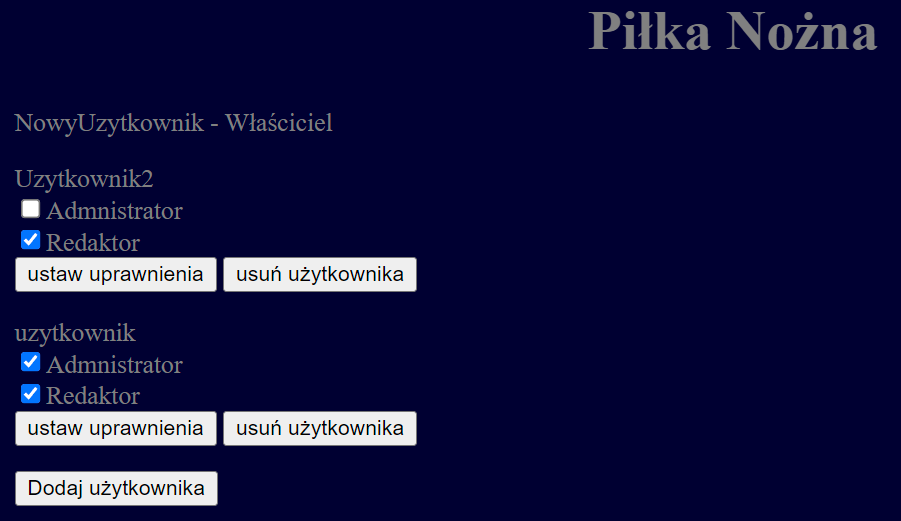 Piłka Nożna
NowyUzytkownik - Właściciel
Uzytkownik2
Admnistrator
Redaktor
ustaw uprawnienia usuń użytkownika
uzytkownik
Admnistrator
Redaktor
ustaw uprawnienia usuń użytkownika
Dodaj użytkownika